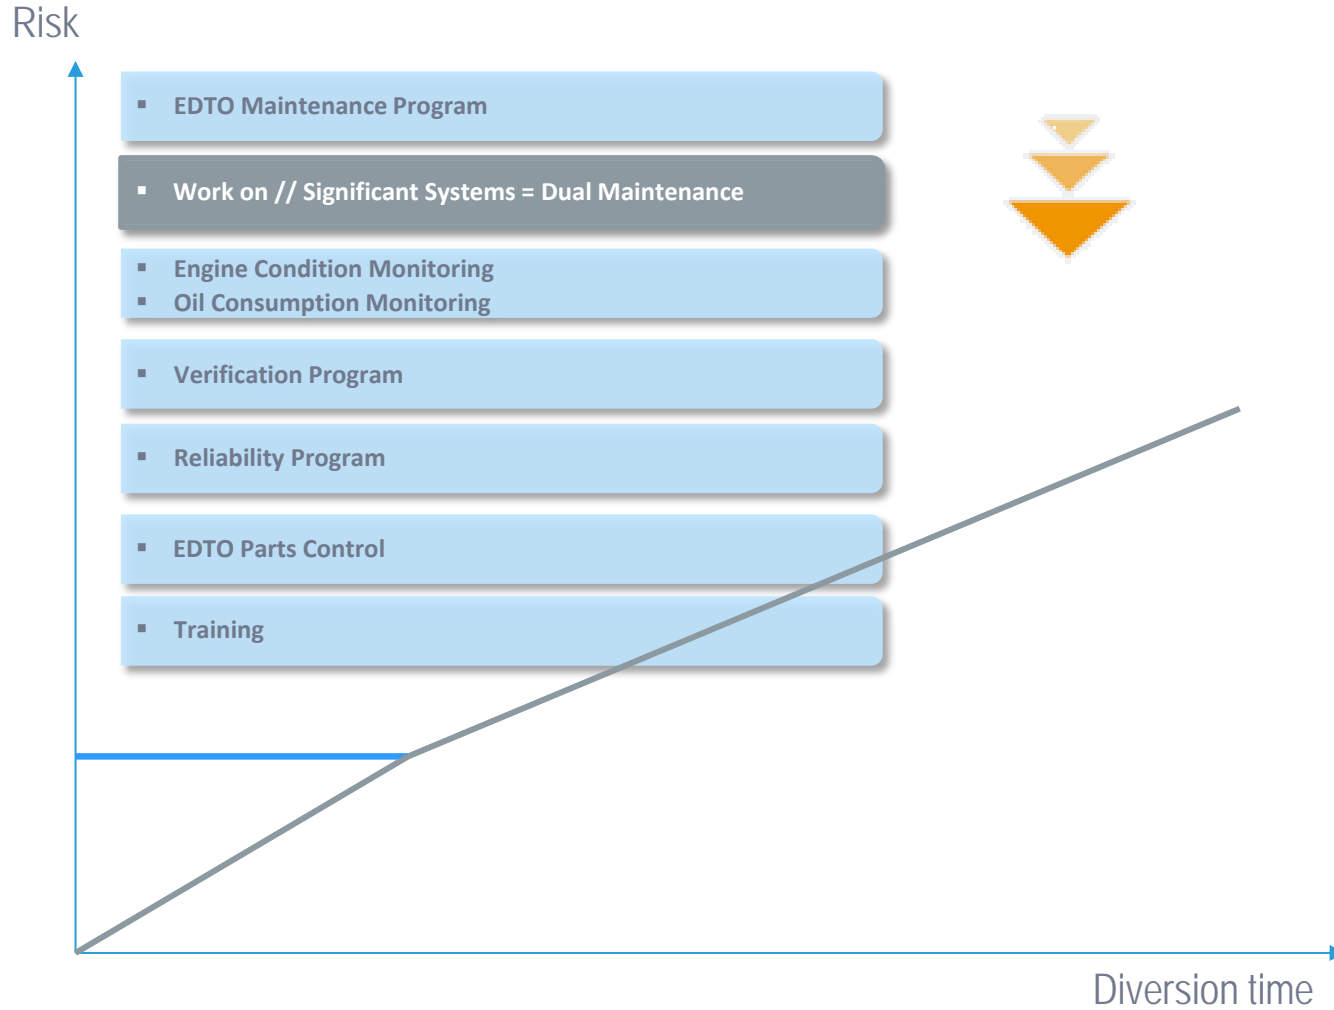 Risk
▪ EDTO Maintenance Program
▪ Work on // Significant Systems = Dual Maintenance
▪ Engine Condition Monitoring
▪ Oil Consumption Monitoring
▪ Verification Program
▪ Reliability Program
▪ EDTO Parts Control
▪ Training
Diversion time